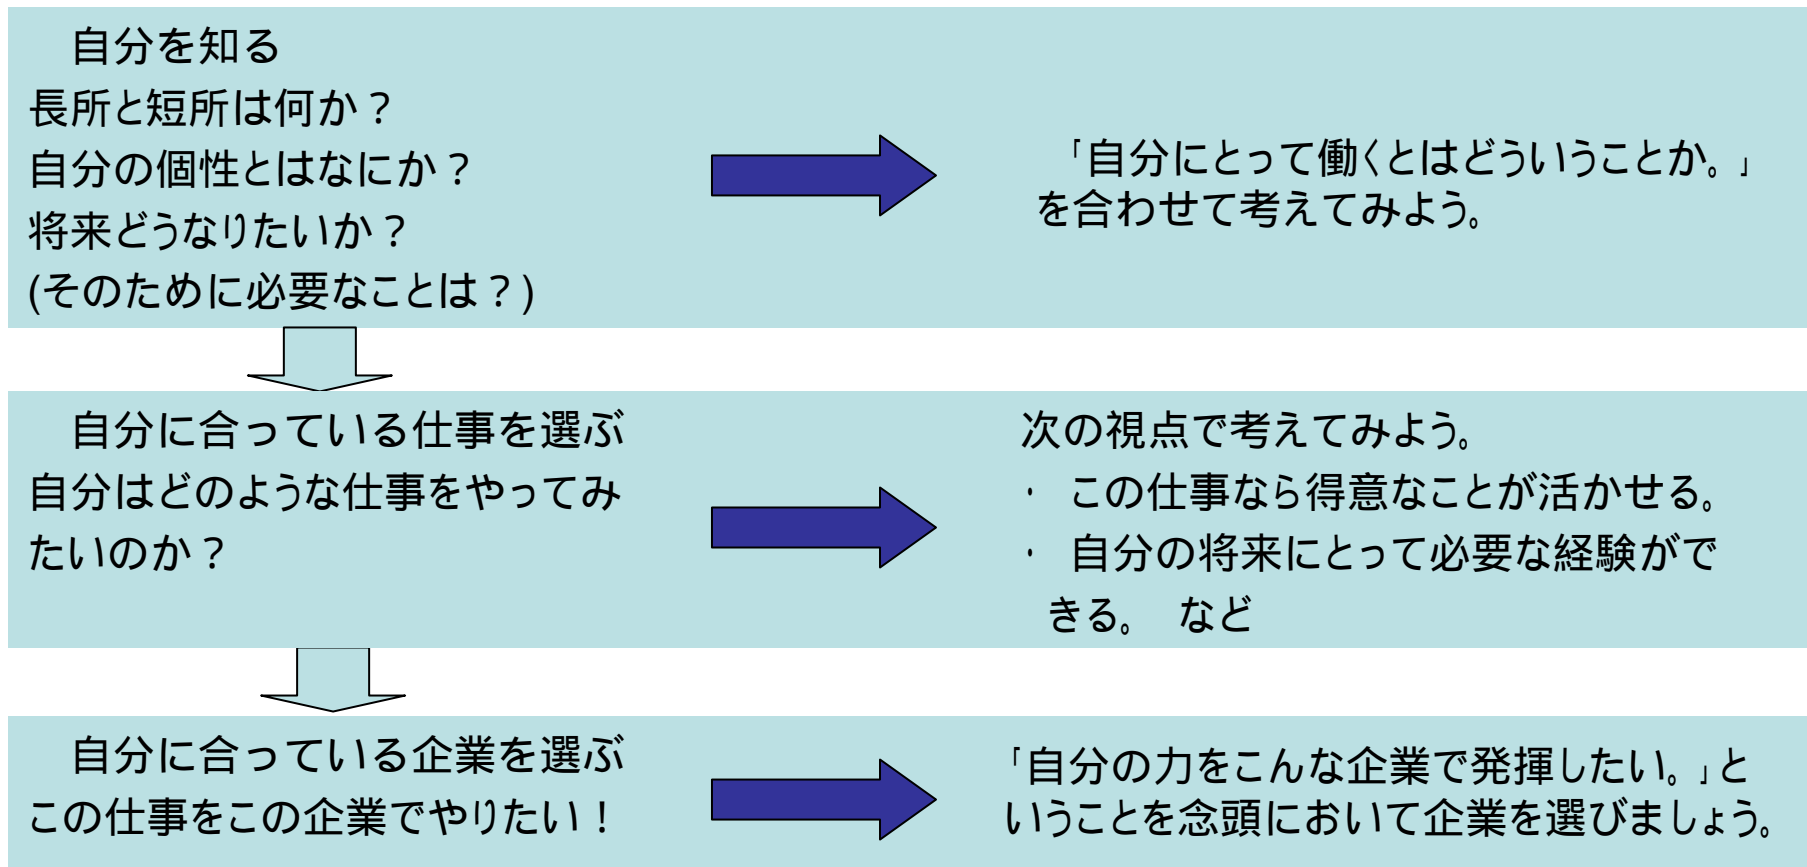 自分を知る
長所と短所は何か？
自分の個性とはなにか？
将来どうなりたいか？
(そのために必要なことは？)
「自分にとって働くとはどういうことか。」
を合わせて考えてみよう。
自分に合っている仕事を選ぶ
自分はどのような仕事をやってみ
たいのか？
次の視点で考えてみよう。
・ この仕事なら得意なことが活かせる。
・ 自分の将来にとって必要な経験がで
きる。 など
自分に合っている企業を選ぶ
この仕事をこの企業でやりたい！
「自分の力をこんな企業で発揮したい。」と
いうことを念頭において企業を選びましょう。